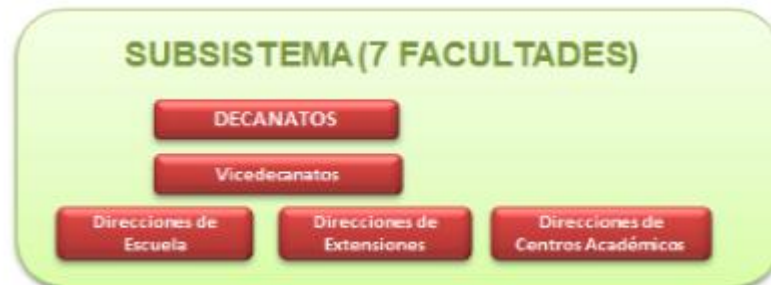 SUBSISTEMA (7 FACULTADES)
DECANATOS
Vicedecanatos
Direcciones de
Escuela
Direcciones de
Extensiones
Direcciones de
Centros Académicos